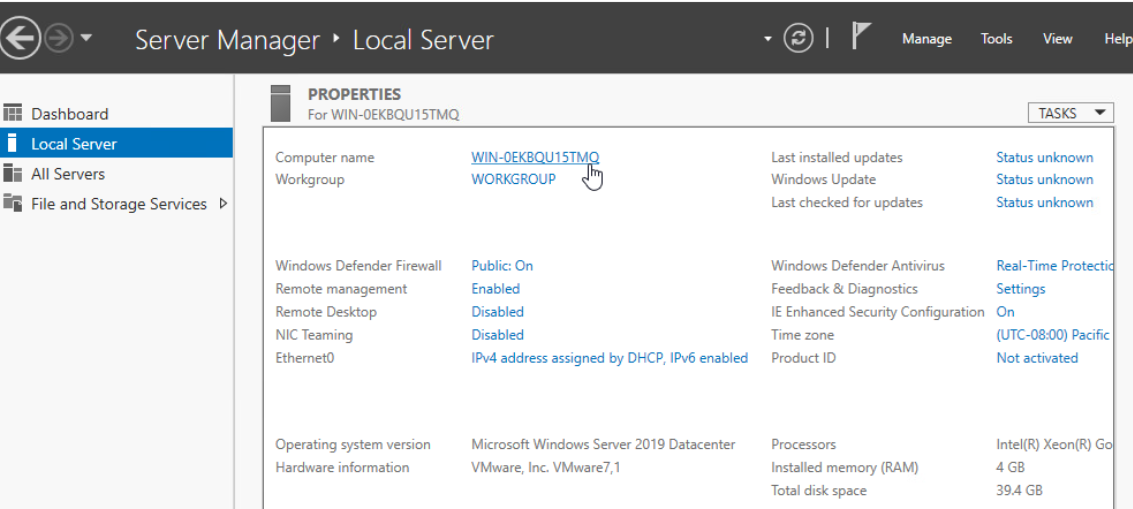 Server Manager ‣ Local Server
Manage Tools View Help
Dashboard
Local Server
All Servers
File and Storage Services
PROPERTIES
For WIN-0EKBQU15TMQ
TASKS
Computer name WIN-0EKBQU15TMQ Last installed updates Status unknown
Workgroup WORKGROUP Windows Update Status unknown
Last checked for updates Status unknown
Windows Defender Firewall Public: On Windows Defender Antivirus Real-Time Protectio
Remote management Enabled Feedback & Diagnostics Settings
Remote Desktop Disabled IE Enhanced Security Configuration On
NIC Teaming Disabled Time zone (UTC-08:00) Pacific
Ethernet0 IPv4 address assigned by DHCP, IPv6 enabled Product ID Not activated
Operating system version Microsoft Windows Server 2019 Datacenter Processors Intel(R) Xeon(R) Go
Hardware information VMware, Inc. VMware7,1 Installed memory (RAM) 4 GB
Total disk space 39.4 GB